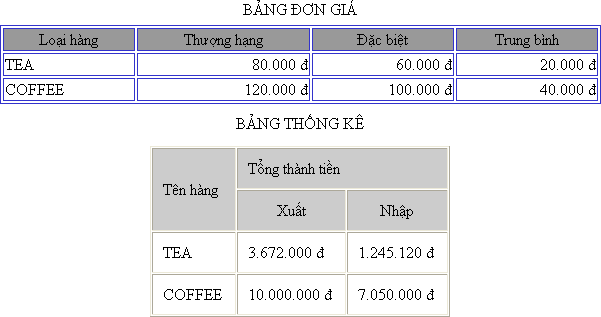 BẢNG ĐƠN GIÁ
Loại hàng Thượng hạng Đặc biệt Trung bình
TEA 80.000 đ 60.000 đ 20.000 đ
COFFEE 120.000 đ 100.000 đ 40.000 đ
BẢNG THỐNG KÊ
Tên hàng Tổng thành tiền
Xuất Nhập
TEA 3.672.000 đ 1.245.120 đ
COFFEE 10.000.000 đ 7.050.000 đ